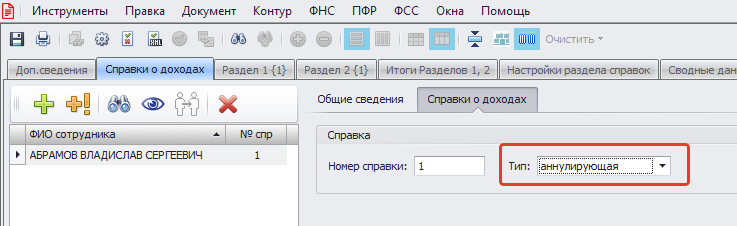 Инструменты Правка Документ Контур ФНС ПФР ФСС Окна Помощь
XML Очистить
Доп.сведения Справки о доходах Раздел 1 {1} Раздел 2 {1} Итоги Разделов 1, 2 Настройки раздела справок Сводные дан
Общие сведения Справки о доходах
ФИО сотрудника № спр
АБРАМОВ ВЛАДИСЛАВ СЕРГЕЕВИЧ 1
Справка
Номер справки: 1 Тип: аннулирующая